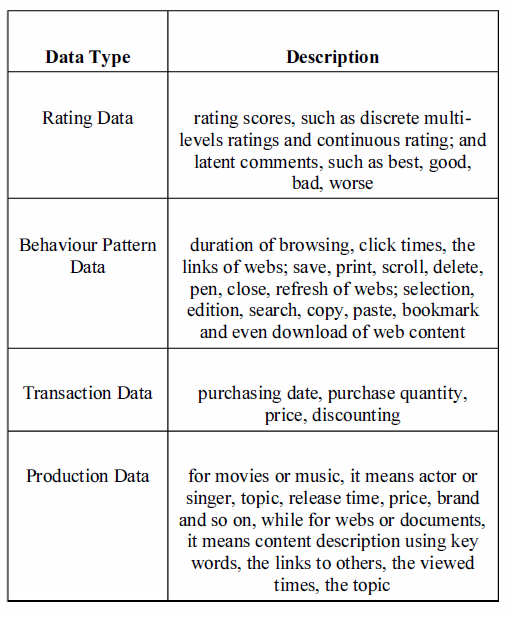 Data Type Description
Rating Data rating scores, such as discrete multi-
levels ratings and continuous rating; and
latent comments, such as best, good,
bad, worse
Behaviour Pattern duration of browsing, click times, the
Data links of webs; save, print, scroll, delete,
pen, close, refresh of webs; selection,
edition, search, copy, paste, bookmark
and even download of web content
Transaction Data purchasing date, purchase quantity,
price, discounting
Production Data for movies or music, it means actor or
singer, topic, release time, price, brand
and so on, while for webs or documents,
it means content description using key
words, the links to others, the viewed
times, the topic